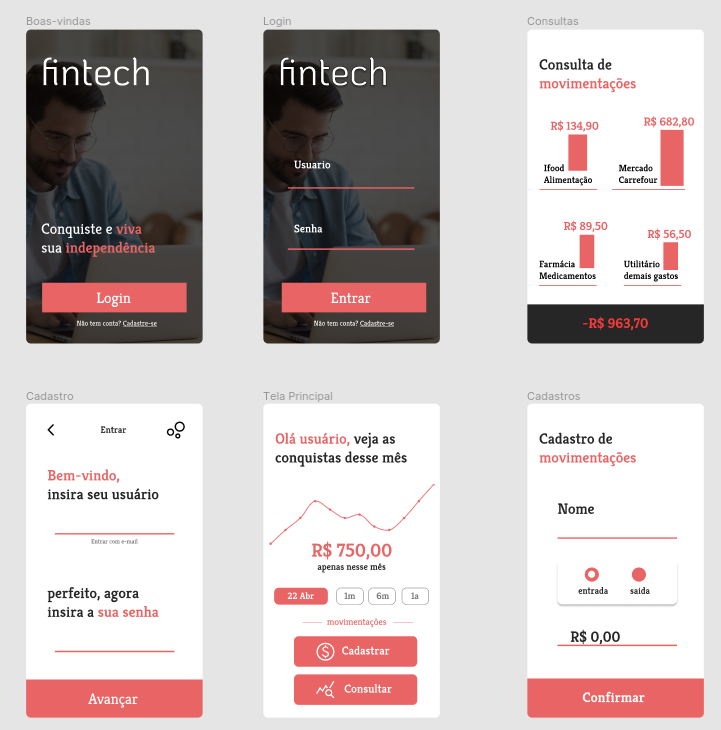 Boas-vindas
fintech
Conquiste e viva
sua independência
Login
Não tem conta? Cadastre-se
Login
fintech
Usuario
Senha
Entrar
Não tem conta? Cadastre-se
Consultas
Consulta de
movimentações
R$ 134,90
Ifood
Alimentação
R$ 682,80
Mercado
Carrefour
R$ 89,50
Farmácia
Medicamentos
R$ 56,50
Utilitário
demais gastos
-R$ 963,70
Cadastro
Entrar
Bem-vindo,
insira seu usuário
Entrar com e-mail
perfeito, agora
insira a sua senha
Avançar
Tela Principal
Olá usuário, veja as
conquistas desse mês
R$ 750,00
apenas nesse mês
22 Abr 1m 6m 1a
movimentações
Cadastrar
Consultar
Cadastros
Cadastro de
movimentações
Nome
entrada saida
R$ 0,00
Confirmar